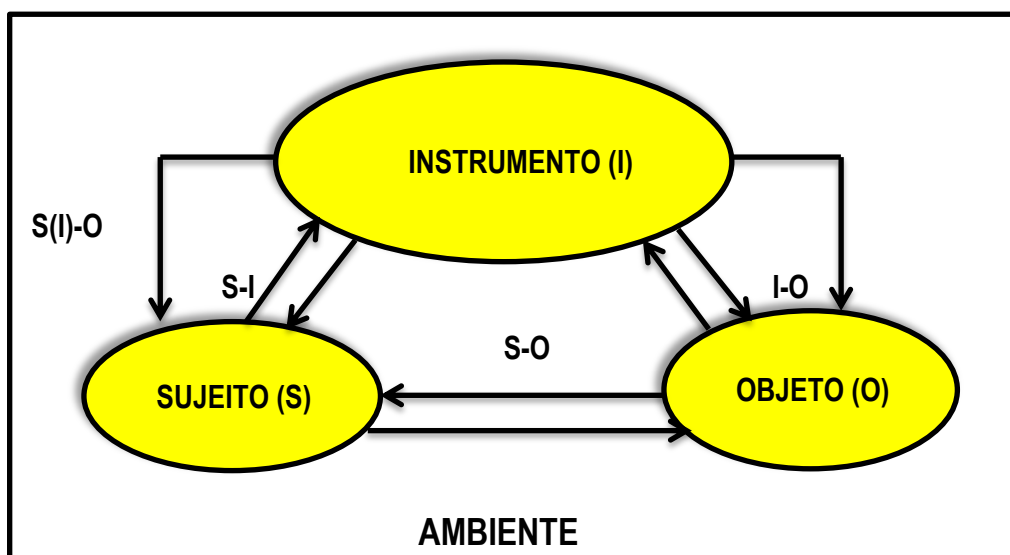 INSTRUMENTO (I)
S(I)-O
S-I
I-O
S-O
SUJEITO (S)
OBJETO (O)
AMBIENTE